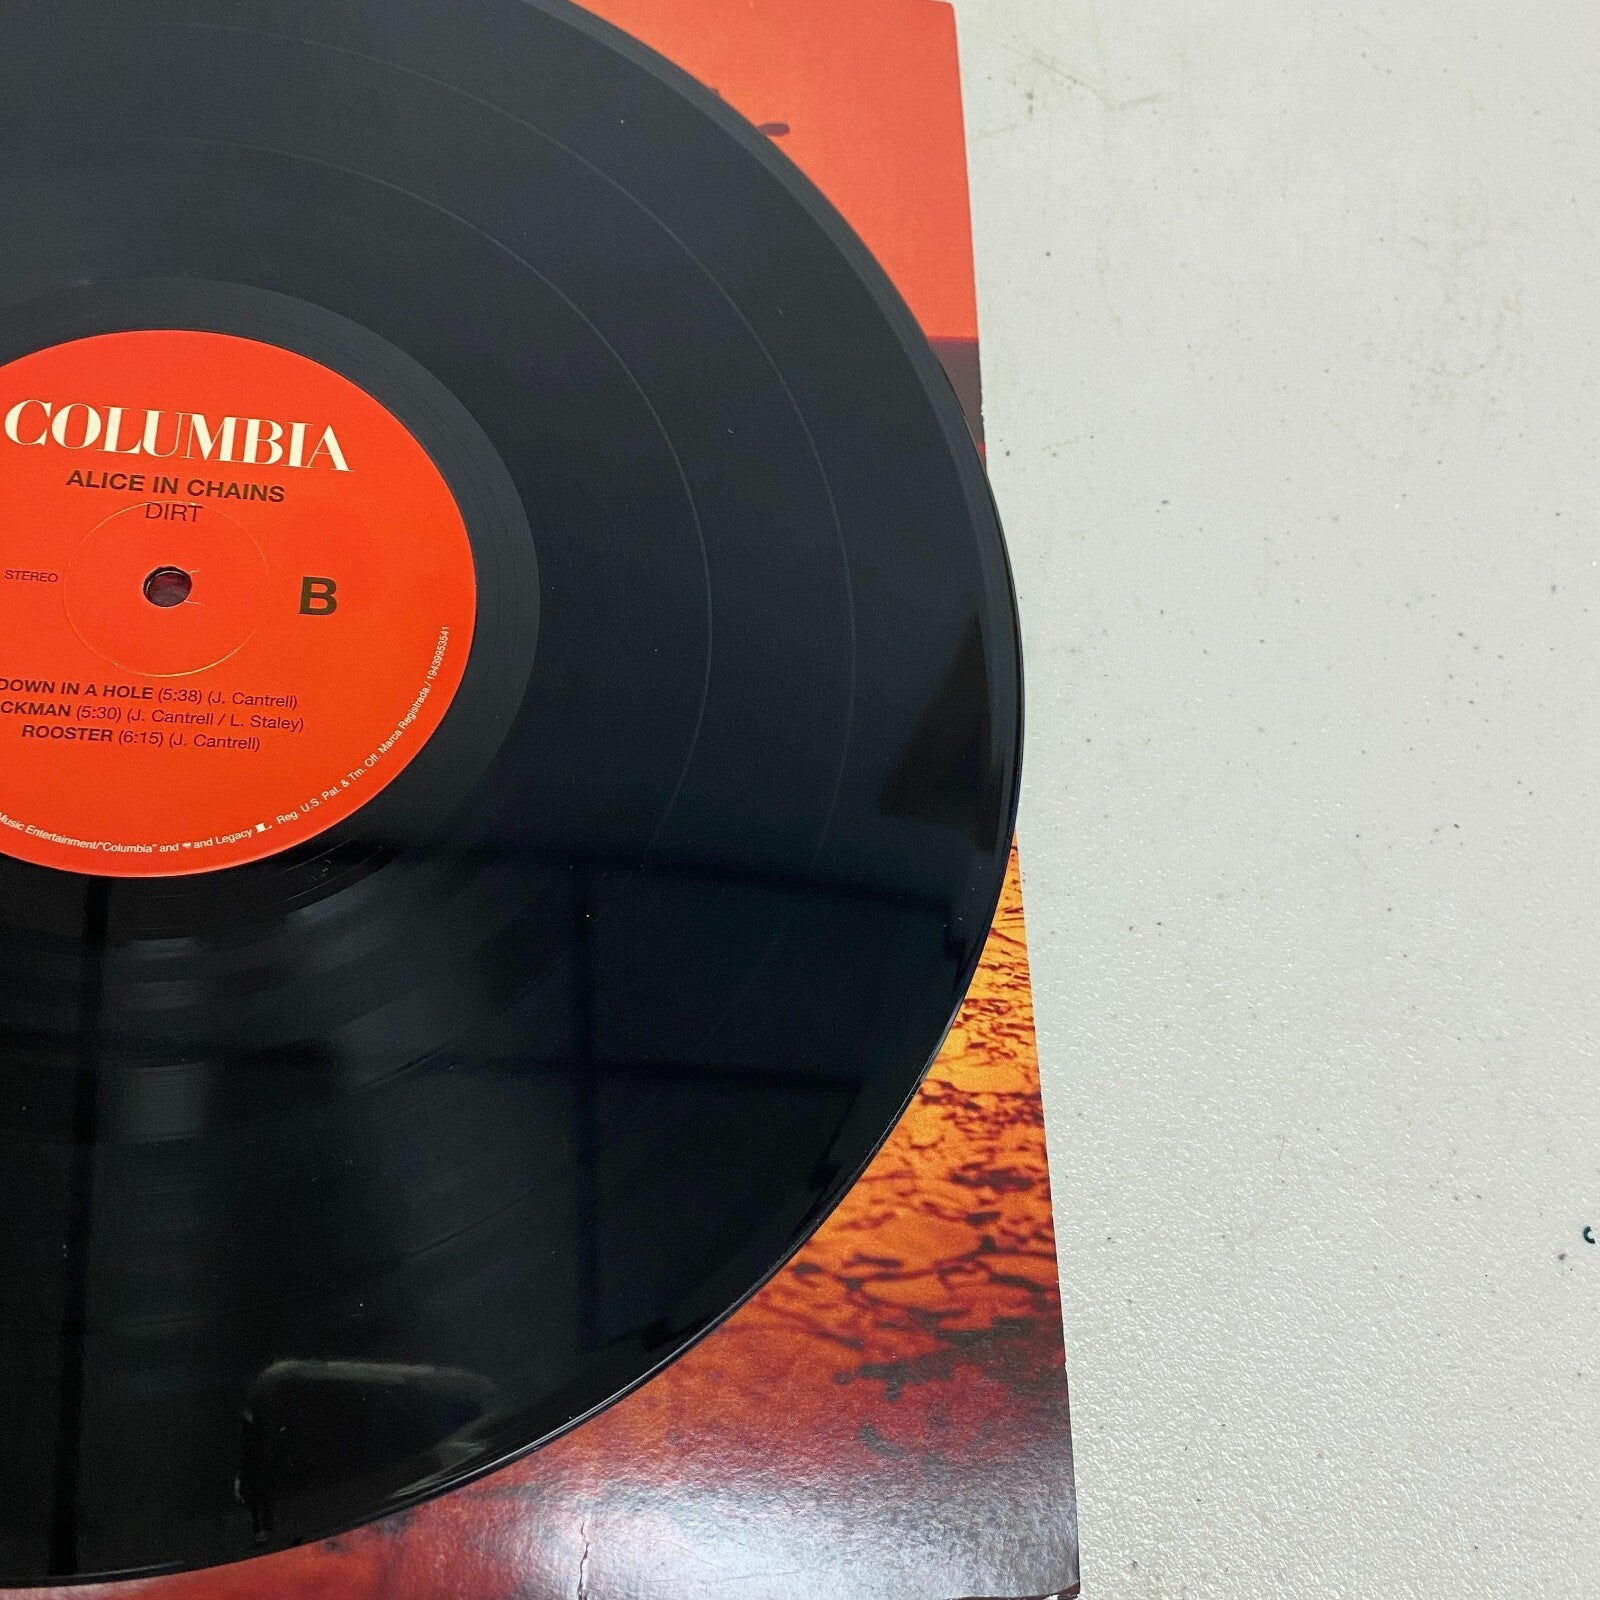 COLUMBIA
ALICE IN CHAINS
DIRT
STEREO
B
DOWN IN A HOLE (5:38) (J. Cantrell)
CKMAN (5:30) (J. Cantrell / L. Staley)
ROOSTER (6:15) (J. Cantrell)
Music Entertainment/"Columbia" and and Legacy Reg. U.S. Pat. & Tm. Off. Marca Registrada./ 19439953541